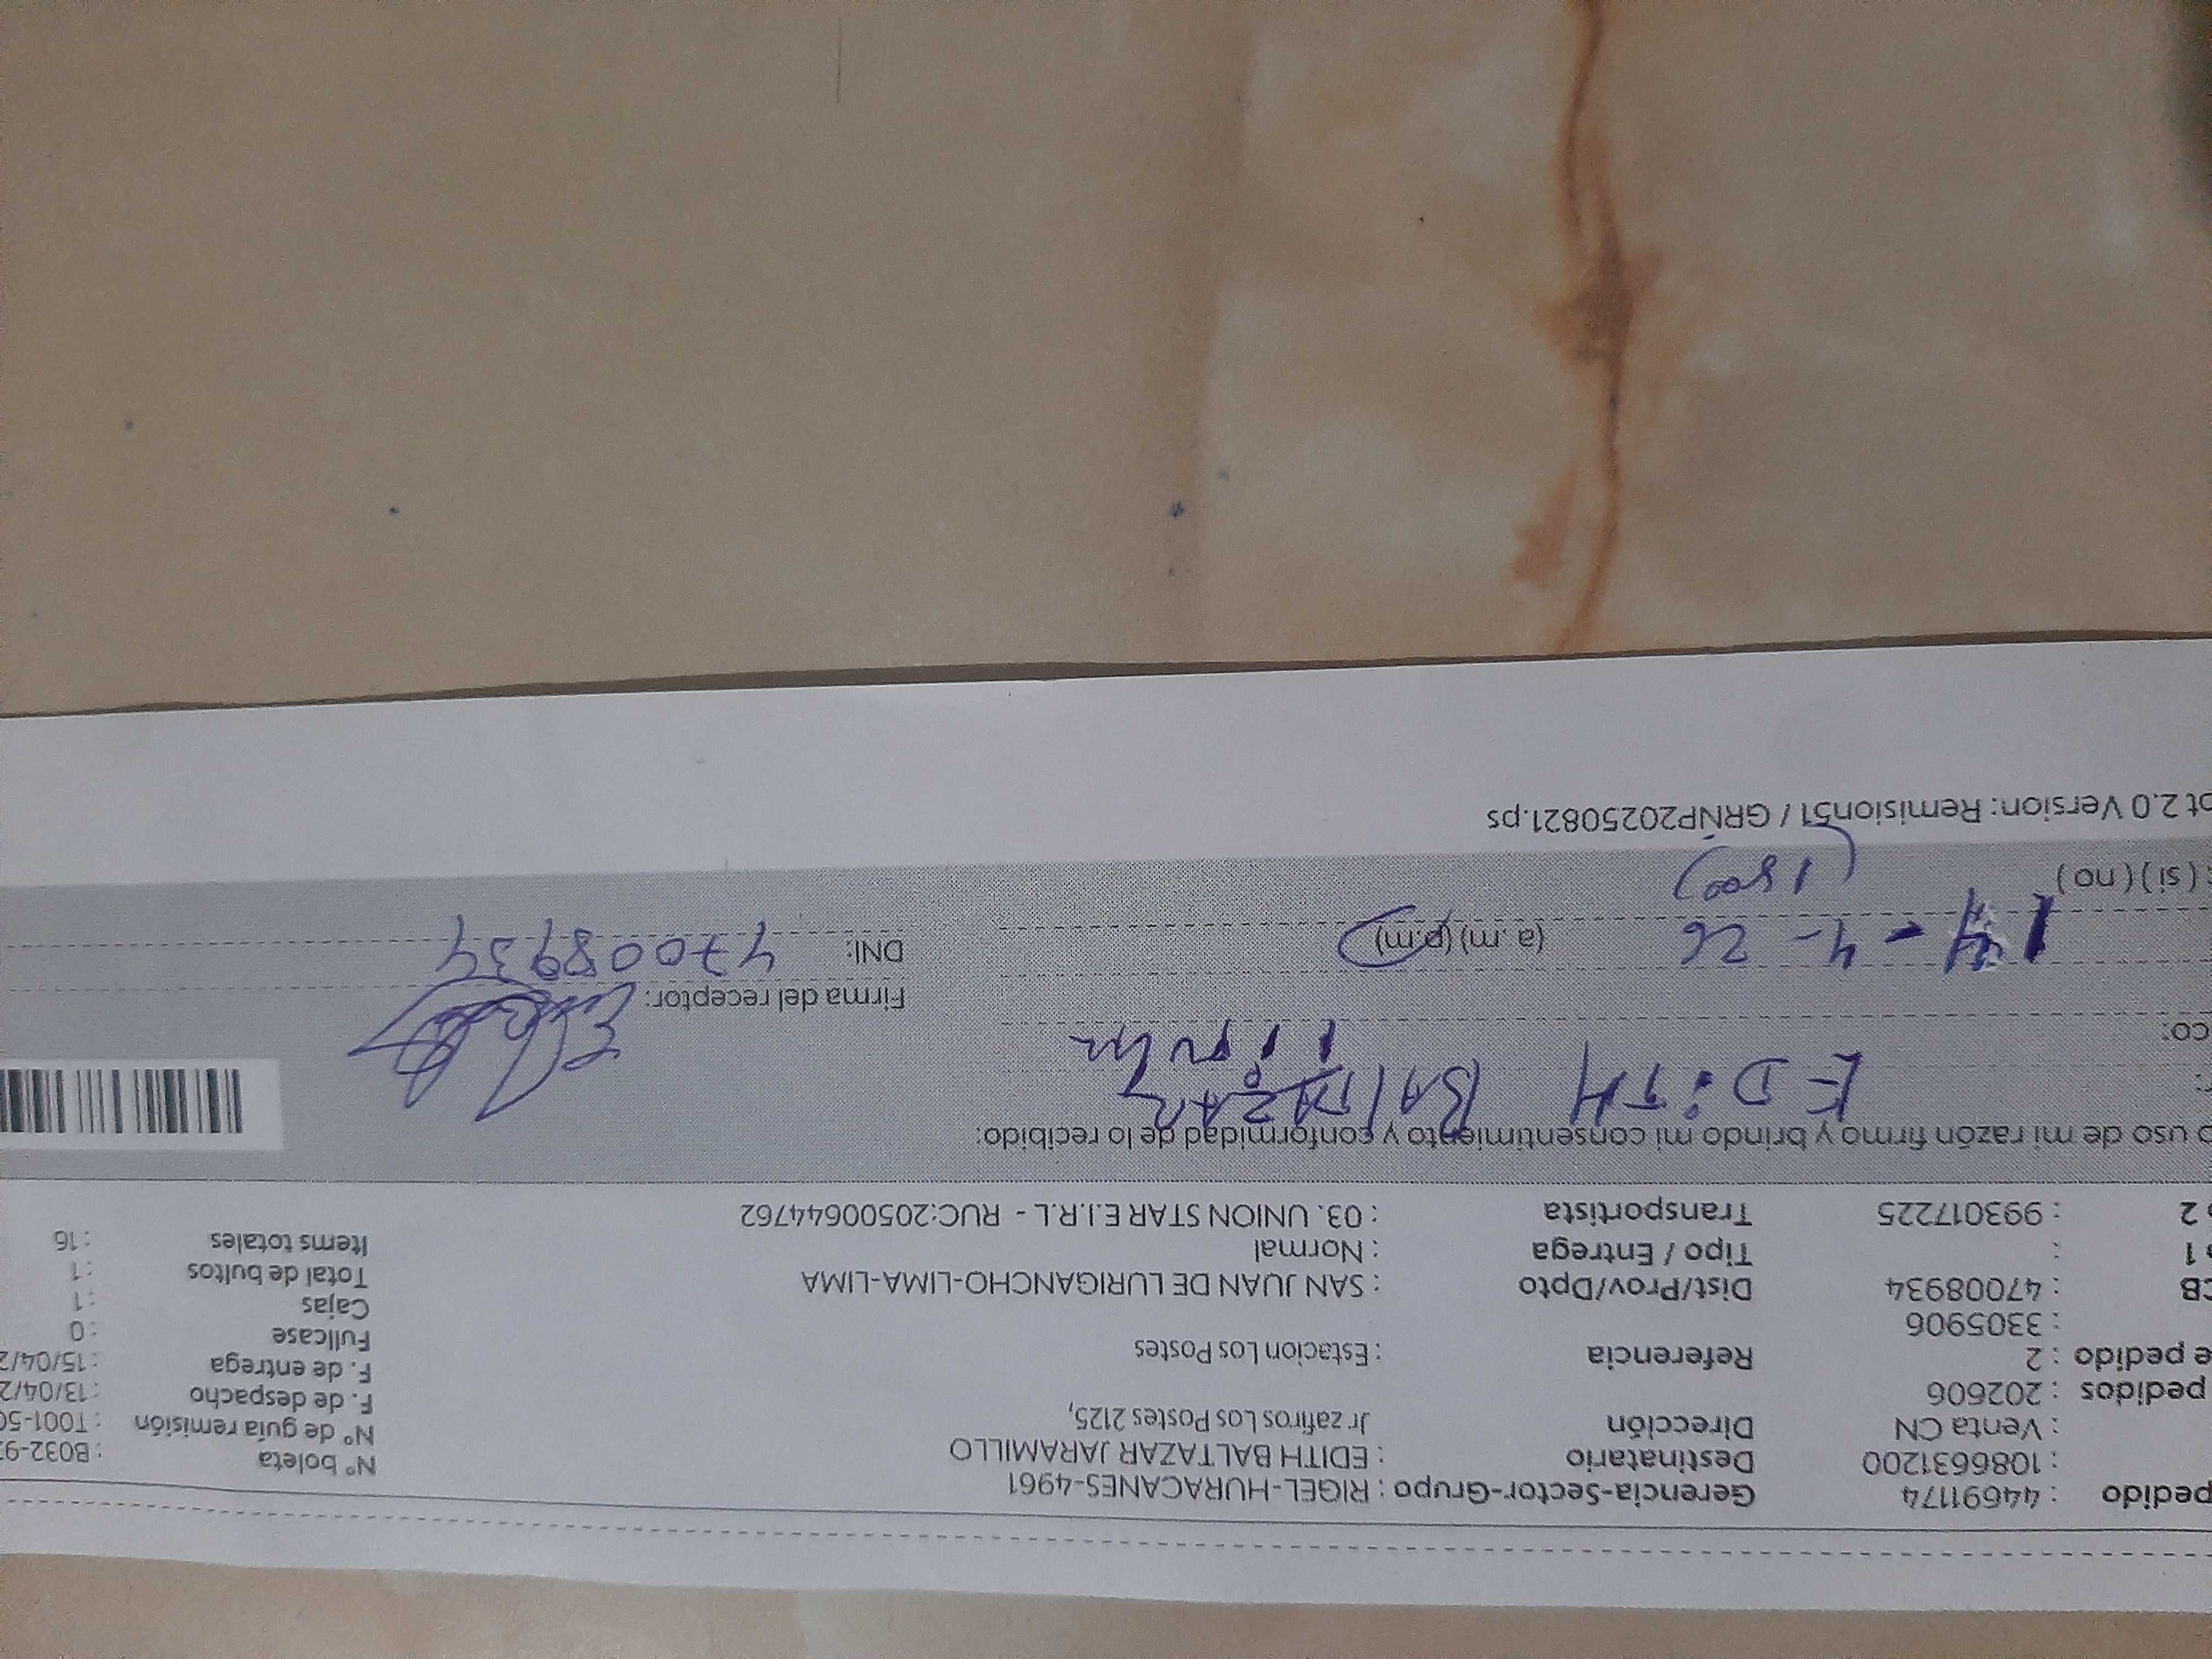 pedido : 44691174 Gerencia-Sector-Grupo : RIGEL-HURACANES-4961
: 1086631200 Destinatario : EDITH BALTAZAR JARAMILLO N° boleta : B032-9
: Venta CN Dirección Jr zafiros Los Postes 2125, N° de guía remisión : T001-50
pedidos : 202606 F. de despacho : 13/04/2
e pedido : 2 Referencia : Estacion Los Postes F. de entrega : 15/04/2
: 3305906 Fullcase : 0
CB : 47008934 Dist/Prov/Dpto : SAN JUAN DE LURIGANCHO-LIMA-LIMA Cajas : 1
1 : Tipo / Entrega : Normal Total de bultos : 1
2 : 993017225 Transportista : 03. UNION STAR E.I.R.L - RUC:20500644762 Items totales : 16
uso de mi razón firmo y brindo mi consentimiento y conformidad de lo recibido:
EDiTH BAlTAZAR
co:
Firma del receptor:
- 4 - 26 (a.m) (p.m) DNI: 47008934
: (si) (no)
pt 2.0 Version: Remision51 / GRNP20250821.ps